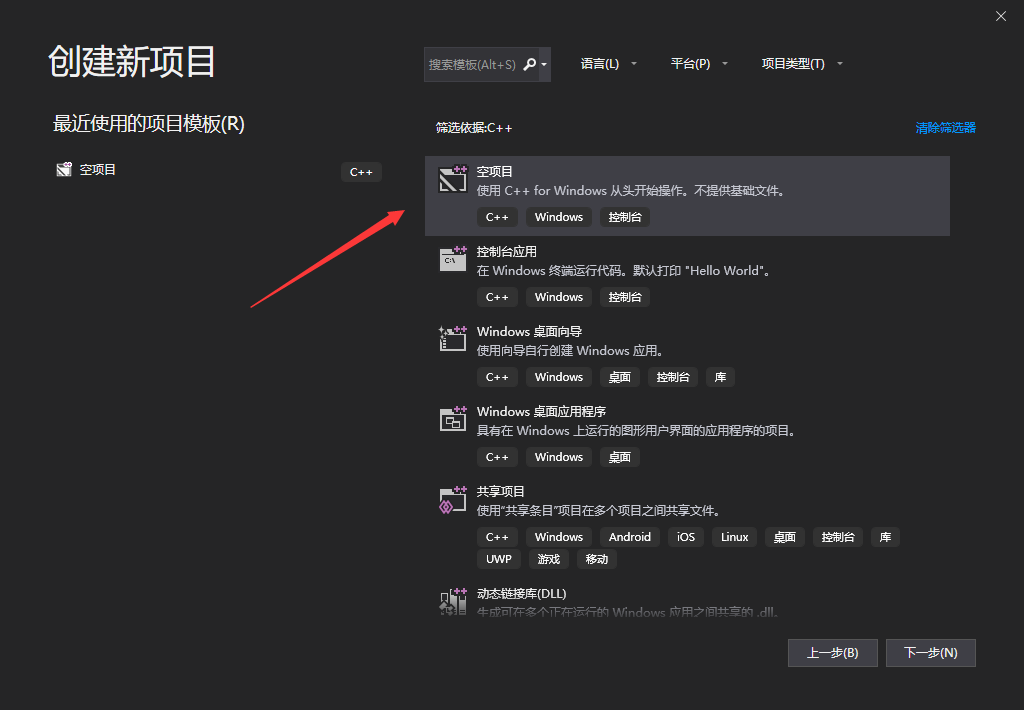 创建新项目
搜索模板(Alt+S)
语言(L)
平台(P)
项目类型(T)
最近使用的项目模板(R)
空项目
C++
筛选依据:C++
清除筛选器
空项目
使用 C++ for Windows 从头开始操作。不提供基础文件。
C++ Windows 控制台
控制台应用
C:\
在 Windows 终端运行代码。默认打印 "Hello World"。
C++ Windows 控制台
Windows 桌面向导
使用向导自行创建 Windows 应用。
C++ Windows 桌面 控制台 库
Windows 桌面应用程序
具有在 Windows 上运行的图形用户界面的应用程序的项目。
C++ Windows 桌面
共享项目
使用"共享条目"项目在多个项目之间共享文件。
C++ Windows Android iOS Linux 桌面 控制台 库
UWP 游戏 移动
动态链接库(DLL)
生成可在多个正在运行的 Windows 应用之间共享的 .dll。
上一步(B)
下一步(N)